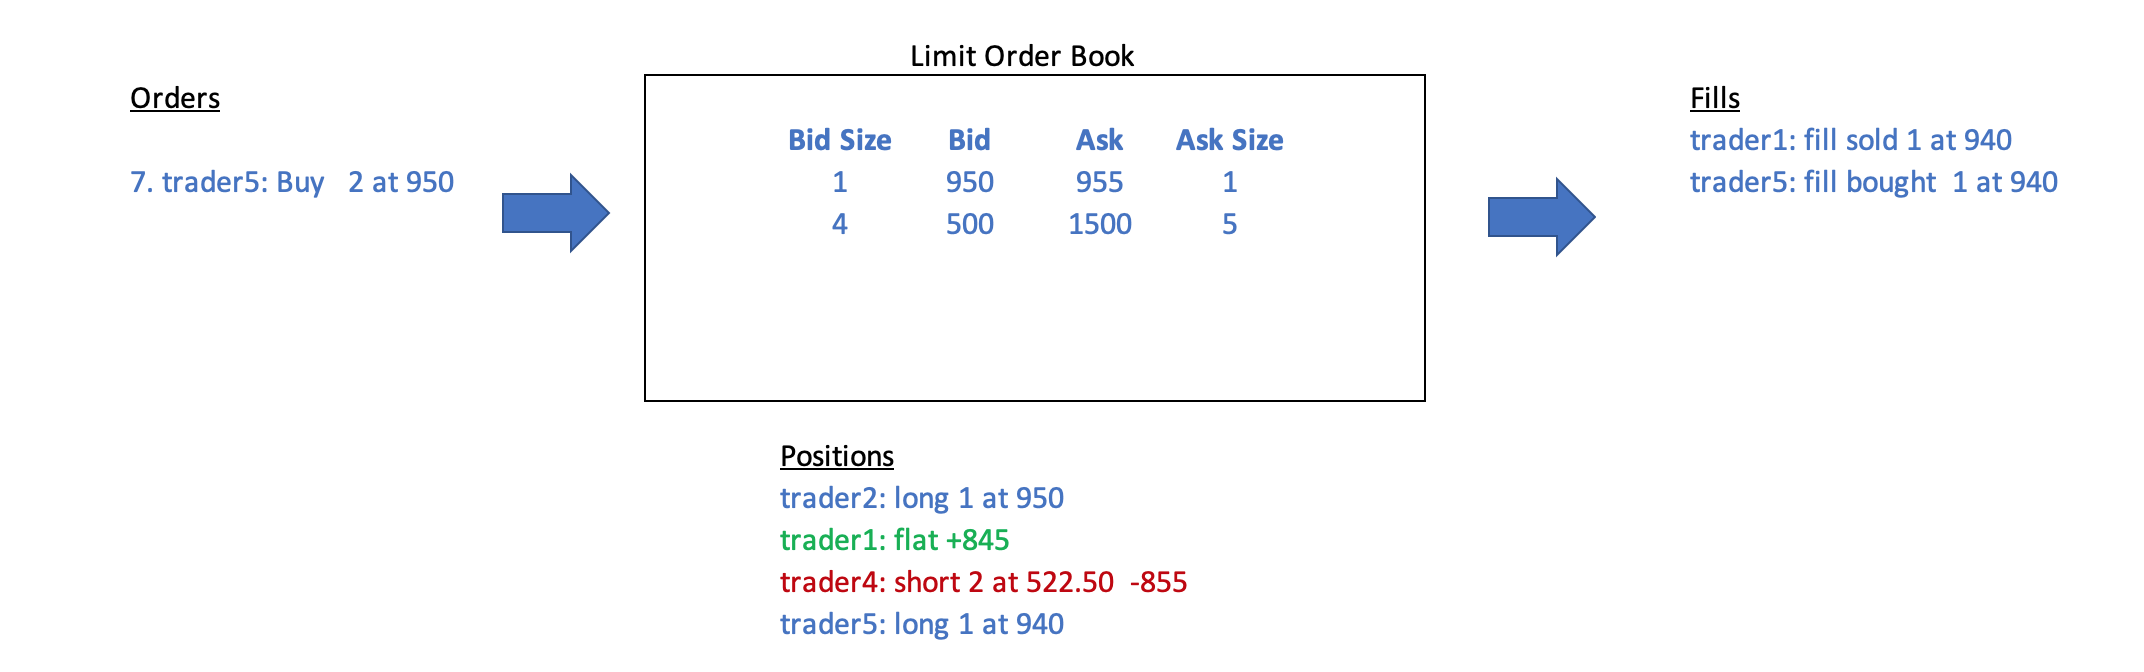 Limit Order Book
Orders
7. trader5: Buy 2 at 950
Bid Size Bid Ask Ask Size
1 950 955 1
4 500 1500 5
Fills
trader1: fill sold 1 at 940
trader5: fill bought 1 at 940
Positions
trader2: long 1 at 950
trader1: flat +845
trader4: short 2 at 522.50 -855
trader5: long 1 at 940